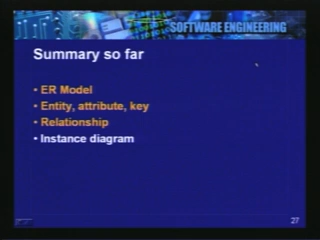 SOFTWARE ENGINEERING
Summary so far
• ER Model
• Entity, attribute, key
• Relationship
• Instance diagram
27